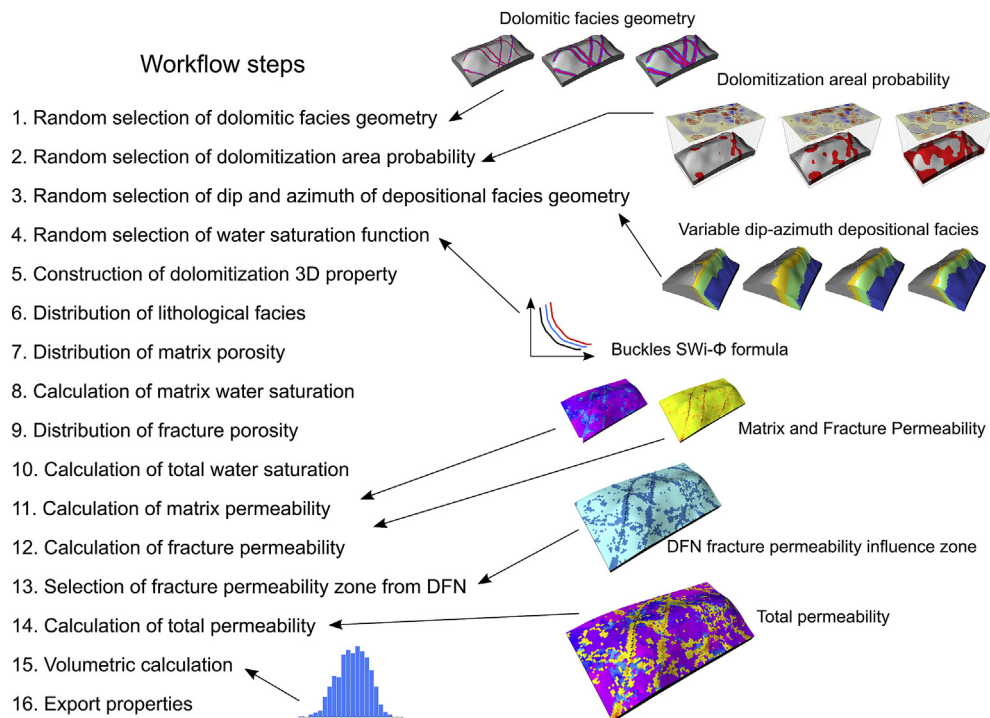 Dolomitic facies geometry
Workflow steps
Dolomitization areal probability
1. Random selection of dolomitic facies geometry
2. Random selection of dolomitization area probability
3. Random selection of dip and azimuth of depositional facies geometry
Variable dip-azimuth depositional facies
4. Random selection of water saturation function
5. Construction of dolomitization 3D property
6. Distribution of lithological facies
7. Distribution of matrix porosity
Buckles SWi-Φ formula
8. Calculation of matrix water saturation
9. Distribution of fracture porosity
Matrix and Fracture Permeability
10. Calculation of total water saturation
11. Calculation of matrix permeability
12. Calculation of fracture permeability
DFN fracture permeability influence zone
13. Selection of fracture permeability zone from DFN
14. Calculation of total permeability
Total permeability
15. Volumetric calculation
16. Export properties